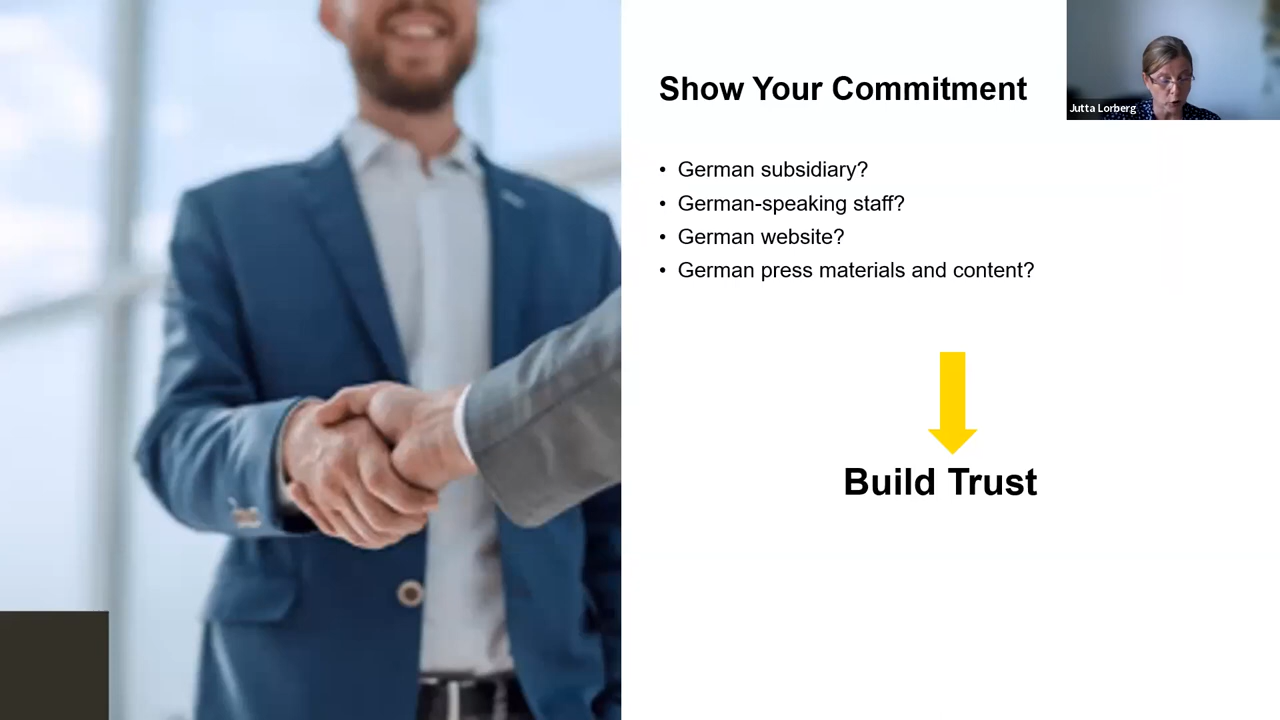 Show Your Commitment
Jutta Lorberg
• German subsidiary?
• German-speaking staff?
• German website?
• German press materials and content?
Build Trust